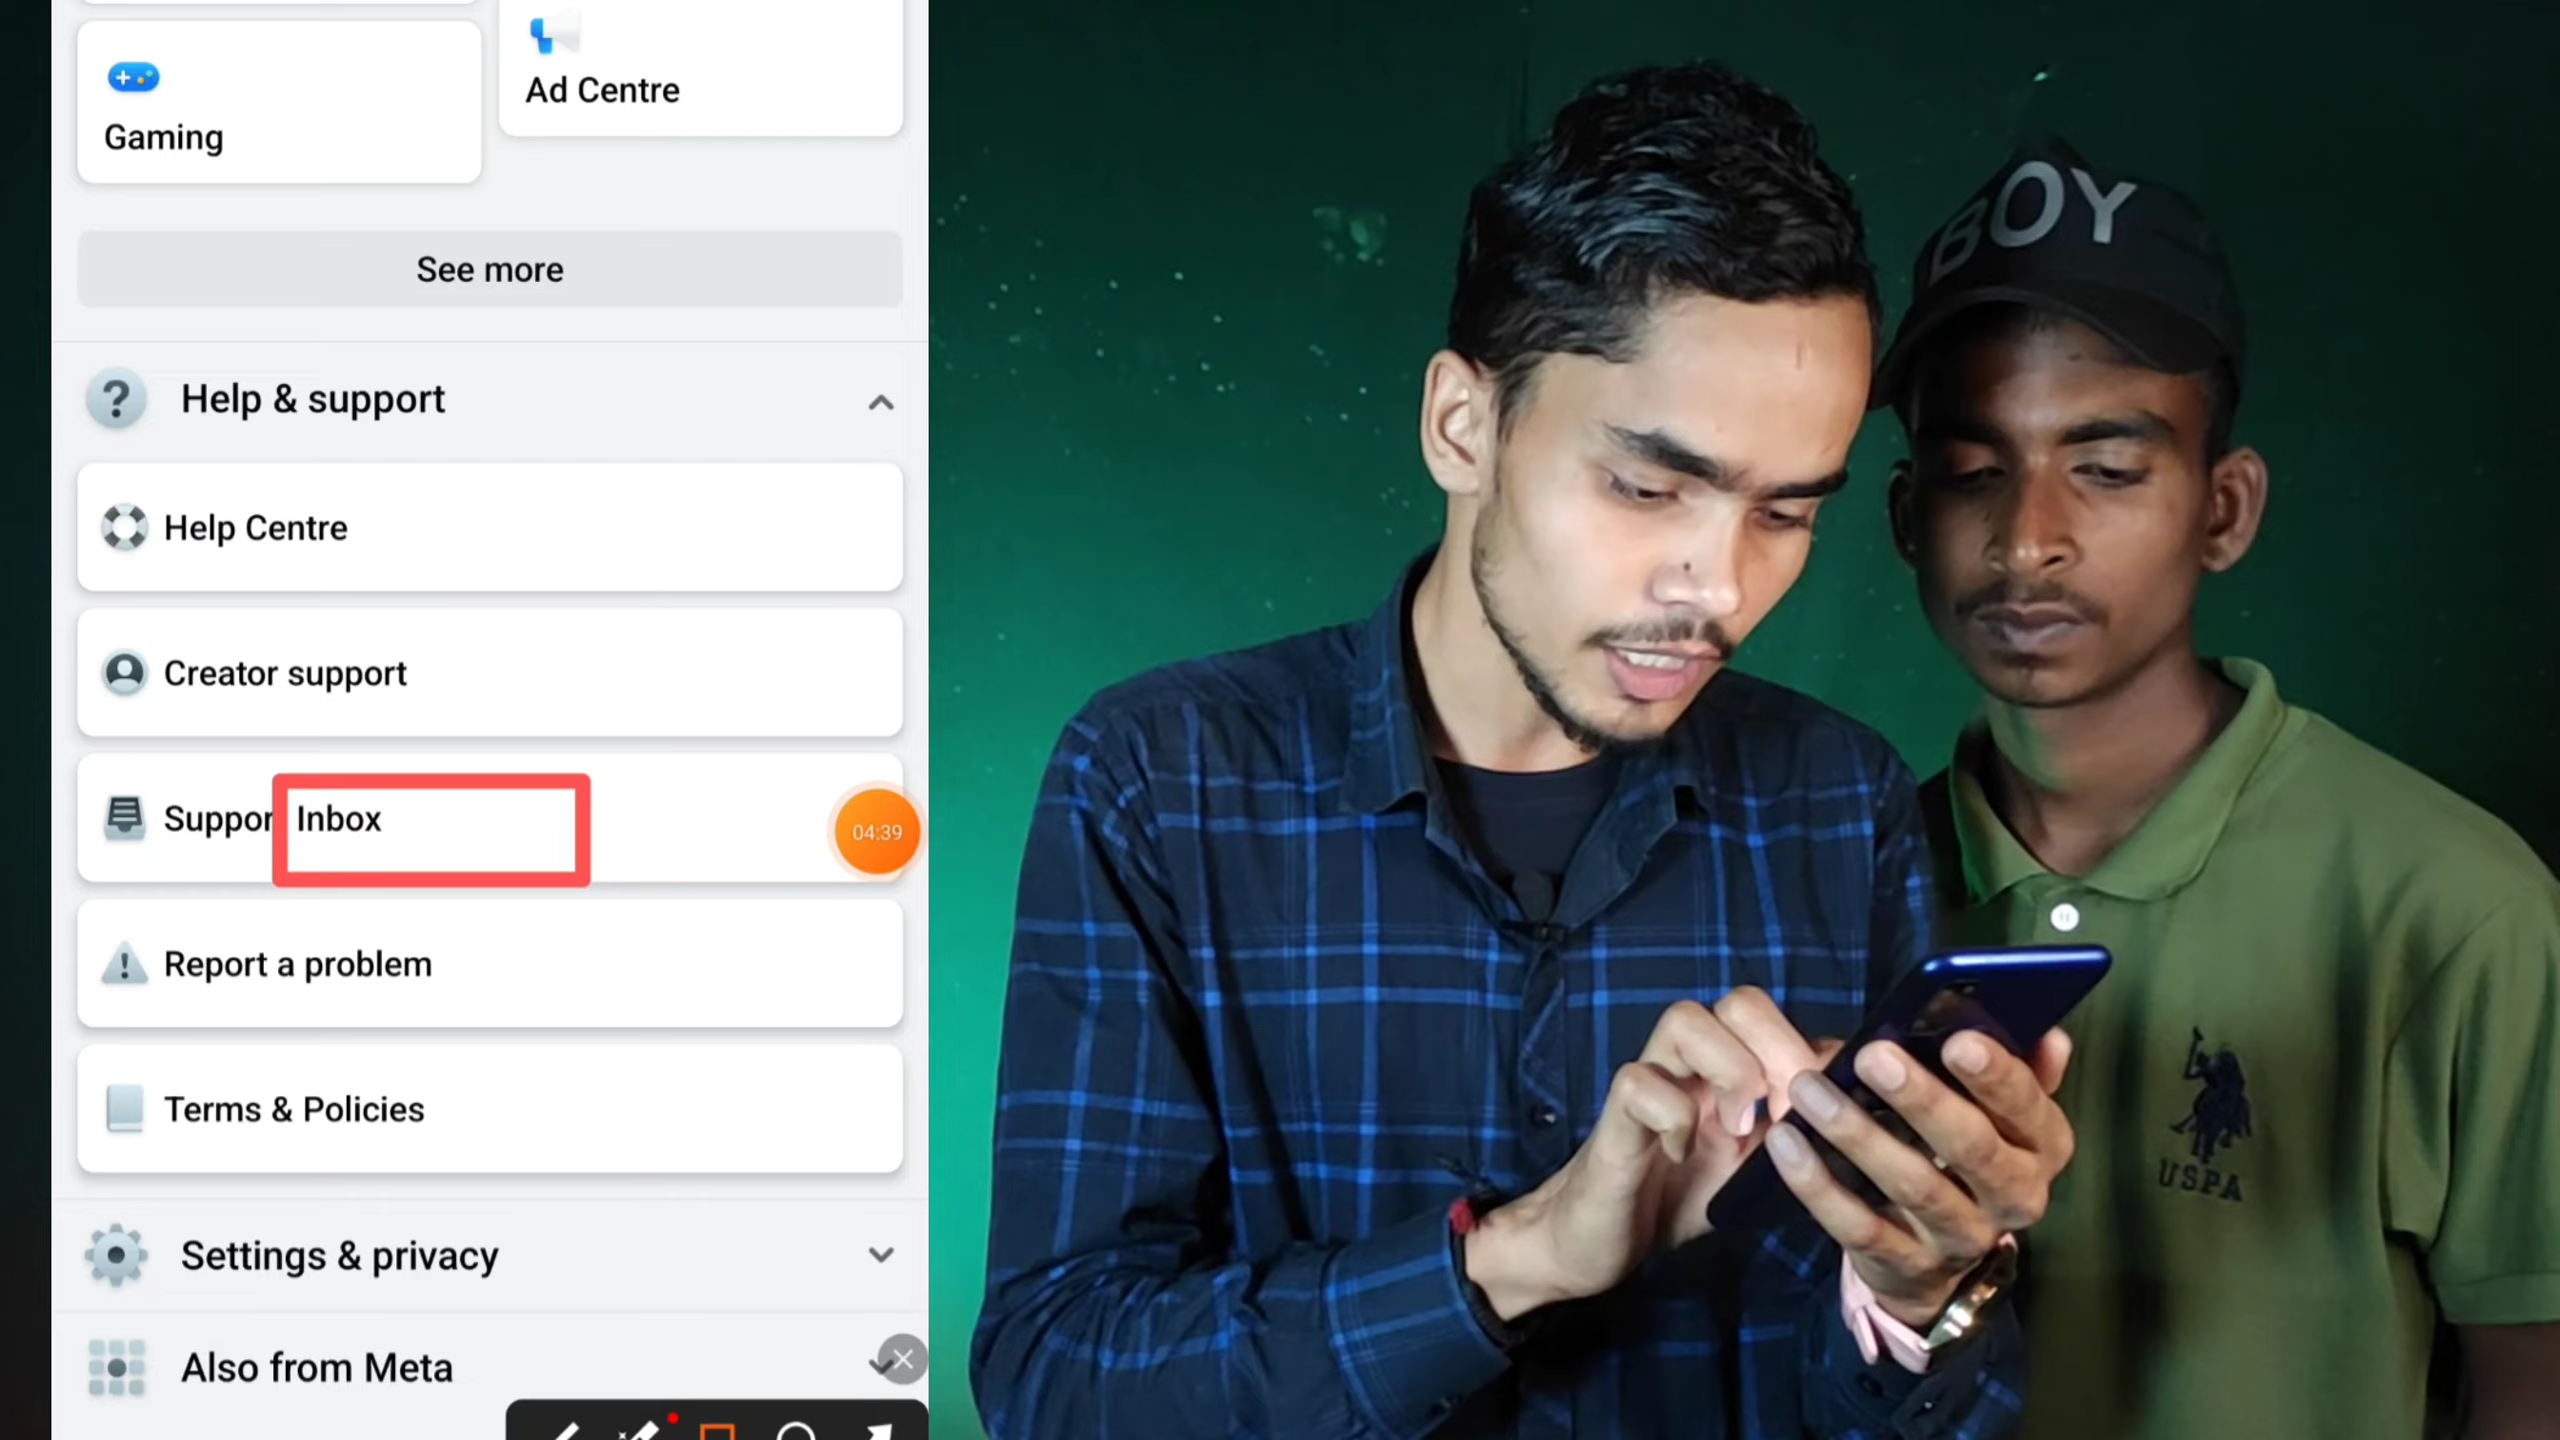 Ad Centre
Gaming
See more
Help & support
Help Centre
Creator support
Suppor Inbox
04:39
Report a problem
Terms & Policies
Settings & privacy
Also from Meta
BOY
USPA